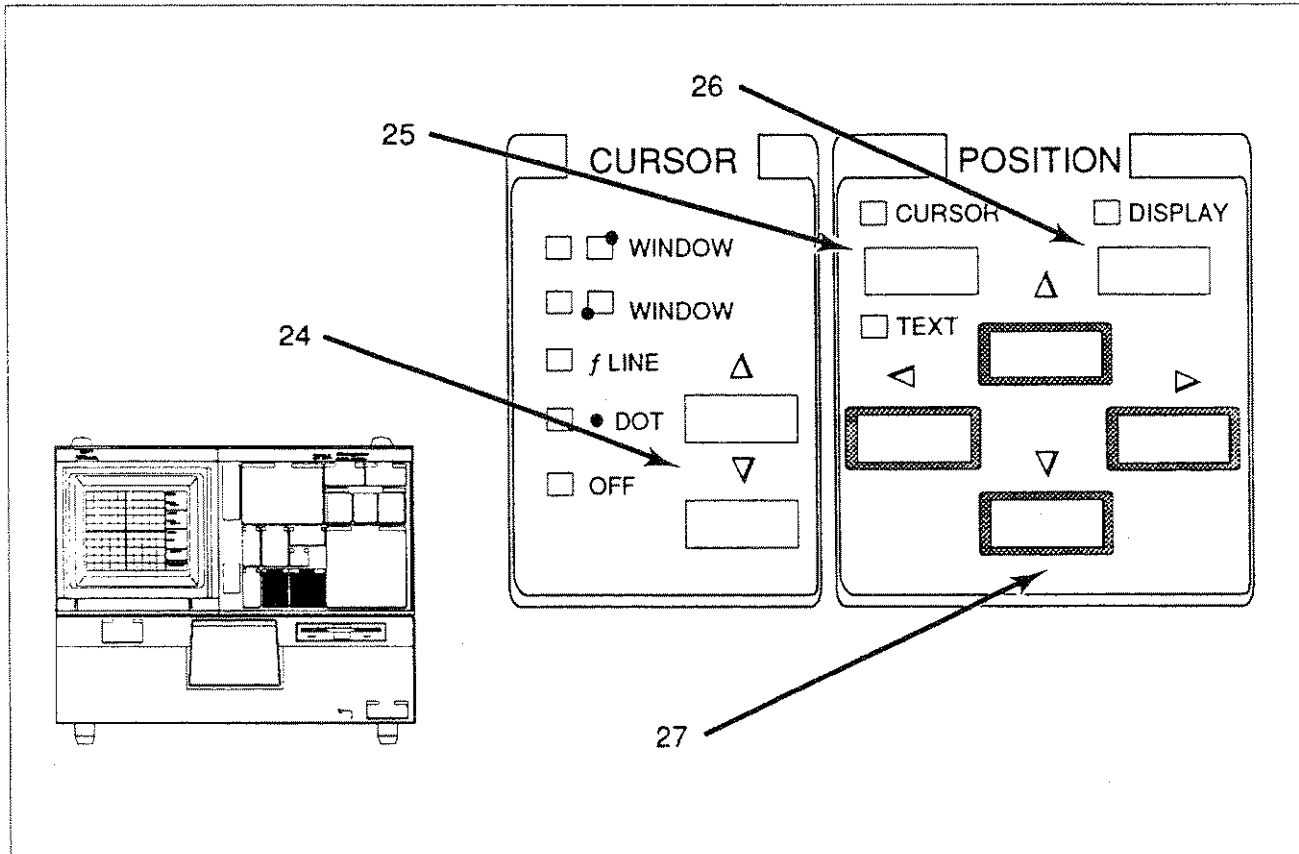 26
25
CURSOR
POSITION
CURSOR
DISPLAY
WINDOW
WINDOW
TEXT
24
ƒ LINE
• DOT
OFF
27